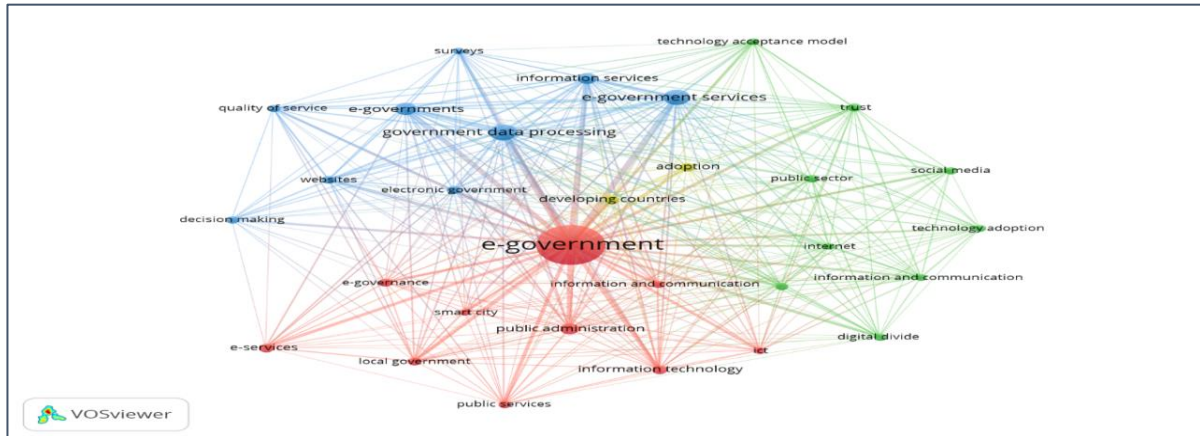 technology acceptance model
surveys
information services
e-government services
quality of service
e-governments
trust
government data processing
adoption
social media
websites
public sector
electronic government
developing countries
decision making
technology adoption
e-government
internet
information and communication
e-governance
information and communication
smart city
public administration
digital divide
e-services
ict
local government
information technology
public services
VOSviewer